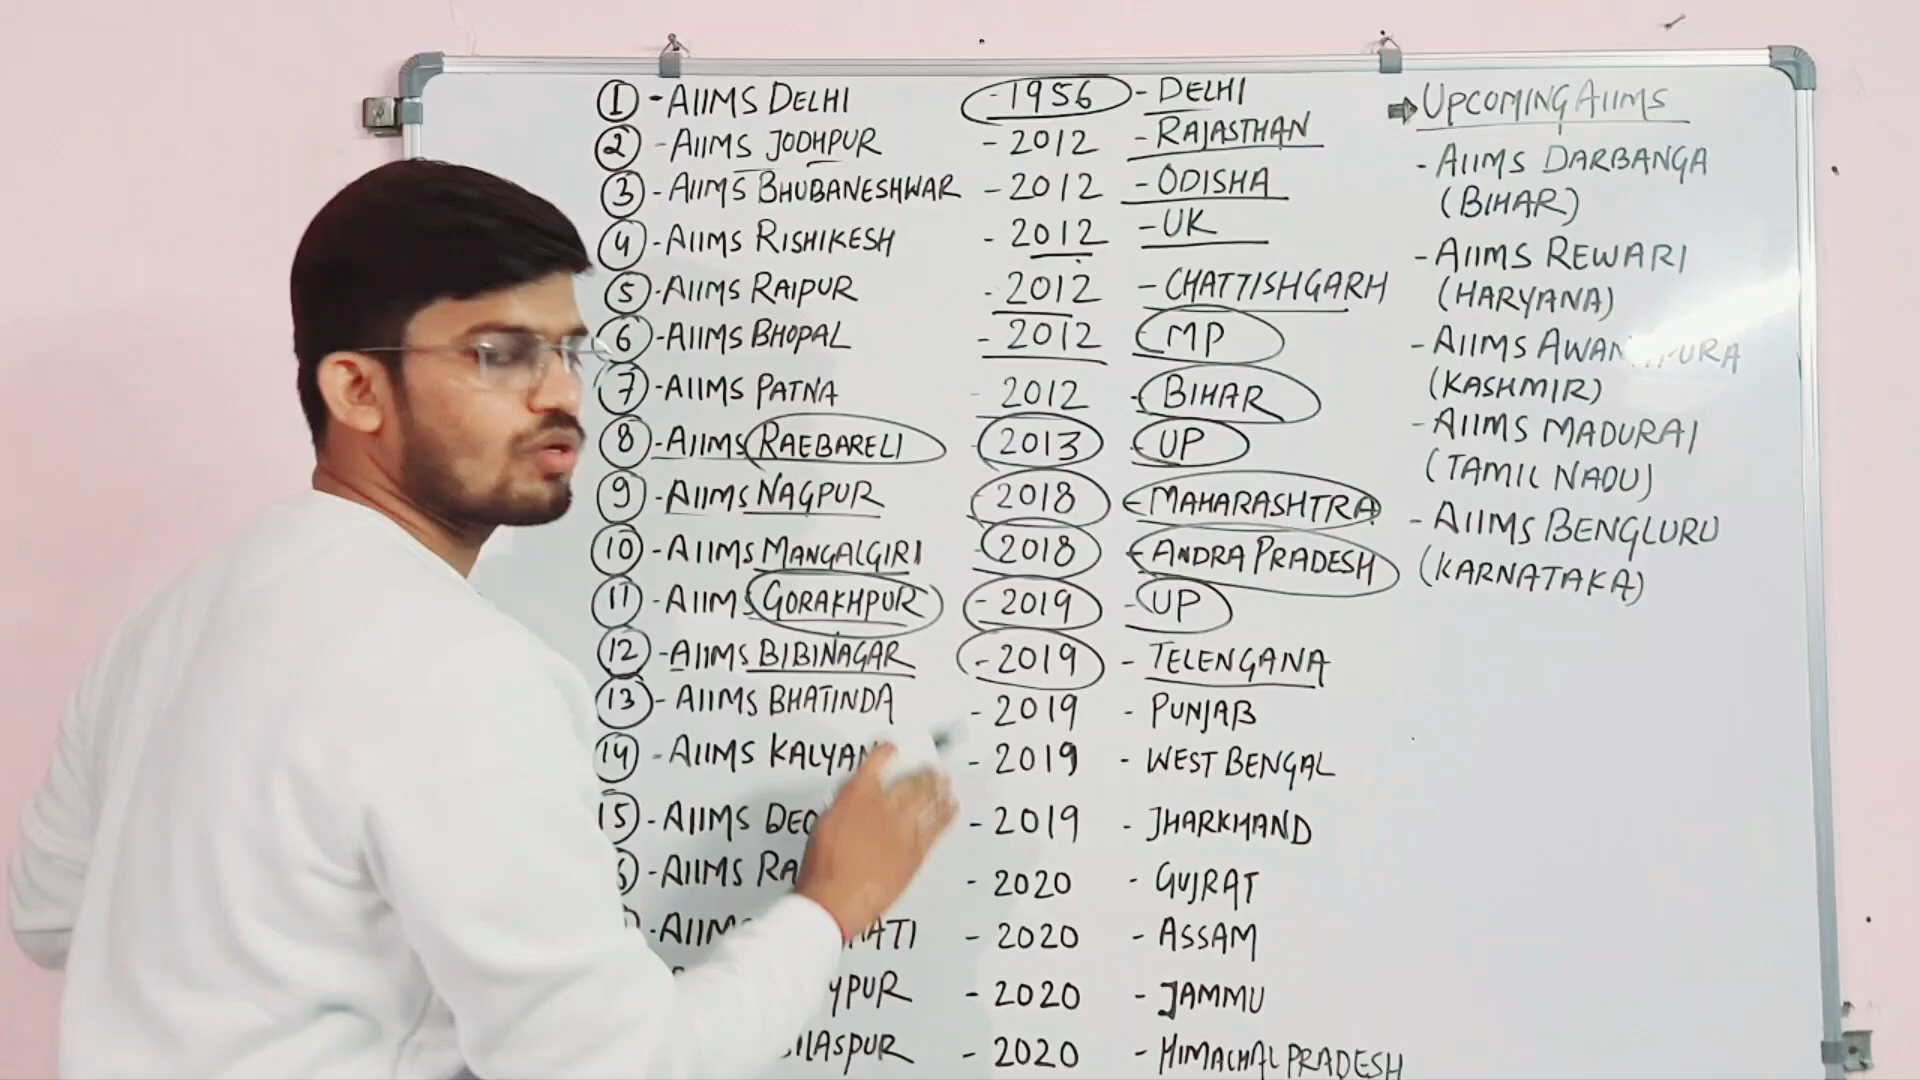 1 - AIIMS DELHI - 1956 - DELHI
2 - AIIMS JODHPUR - 2012 - RAJASTHAN
3 - AIIMS BHUBANESHWAR - 2012 - ODISHA
4 - AIIMS RISHIKESH - 2012 - UK
5 - AIIMS RAIPUR - 2012 - CHATTISHGARH
6 - AIIMS BHOPAL - 2012 - MP
7 - AIIMS PATNA - 2012 - BIHAR
8 - AIIMS RAEBARELI - 2013 - UP
9 - AIIMS NAGPUR - 2018 - MAHARASHTRA
10 - AIIMS MANGALGIRI - 2018 - ANDRA PRADESH
11 - AIIMS GORAKHPUR - 2019 - UP
12 - AIIMS BIBINAGAR - 2019 - TELENGANA
13 - AIIMS BHATINDA - 2019 - PUNJAB
14 - AIIMS - 2019 - WEST BENGAL
15 - AIIMS - 2019 - JHARKHAND
- AIIMS - 2020 - GUJRAT
- 2020 - ASSAM
- 2020 - JAMMU
- 2020 - HIMACHAL PRADESH
⇒ UPCOMING AIIMS
- AIIMS DARBANGA
(BIHAR)
- AIIMS REWARI
(HARYANA)
- AIIMS
(KASHMIR)
- AIIMS MADURAI
(TAMIL NADU)
- AIIMS BENGLURU
(KARNATAKA)